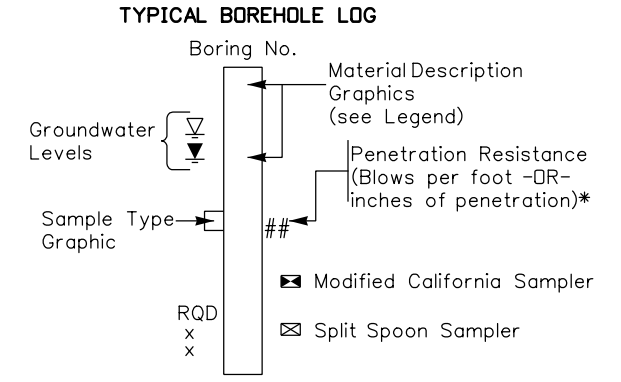 TYPICAL BOREHOLE LOG
Boring No.
Material Description
Graphics
(see Legend)
Groundwater
Levels
Penetration Resistance
(Blows per foot -OR-
inches of penetration)*
Sample Type
Graphic
##
Modified California Sampler
RQD
x
x
Split Spoon Sampler